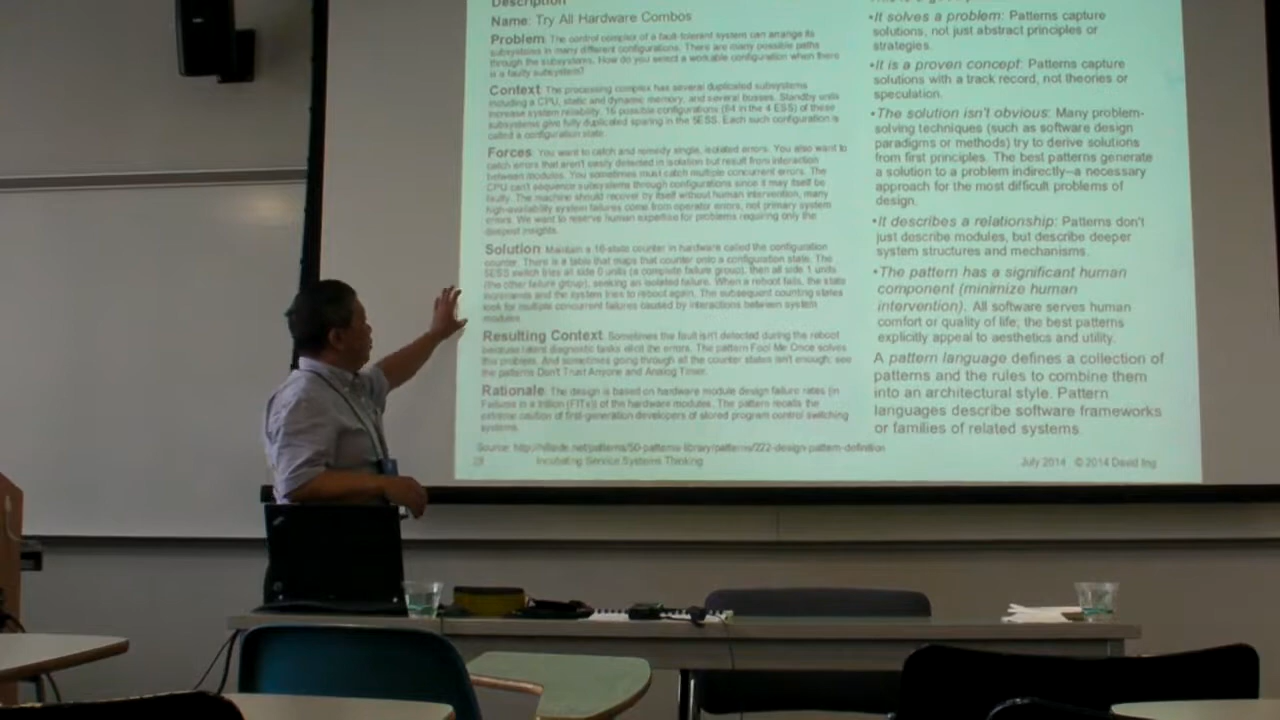 Description
Name: Try All Hardware Combos
Problem The control complex of a fault-tolerant system can arrange its
subsystems in many different configurations. There are many possible paths
through the subsystems. How do you select a workable configuration when there
is a faulty subsystem?
Context The processing complex has several duplicated subsystems
including a CPU, static and dynamic memory, and several busses. Standby units
increase system reliability. 16 possible configurations (64 in the 4 ESS) of these
subsystems give fully duplicated sparing in the 5ESS. Each such configuration is
called a configuration state.
Forces You want to catch and remedy single, isolated errors. You also want to
catch errors that aren't easily detected in isolation but result from interaction
between modules. You sometimes must catch multiple concurrent errors. The
CPU can't sequence subsystems through configurations since it may itself be
faulty. The machine should recover by itself without human intervention, many
high-availability system failures come from operator errors, not primary system
errors. We want to reserve human expertise for problems requiring only the
deepest insights.
Solution Maintain a 16-state counter in hardware called the configuration
counter. There is a table that maps that counter onto a configuration state. The
5ESS switch tries all side 0 units (a complete failure group), then all side 1 units
(the other failure group), seeking an isolated failure. When a reboot fails, the state
increments and the system tries to reboot again. The subsequent counting states
look for multiple concurrent failures caused by interactions between system
modules.
Resulting Context Sometimes the fault isn't detected during the reboot
because latent diagnostic tasks elicit the errors. The pattern Fool Me Once solves
this problem. And sometimes going through all the counter states isn't enough; see
the patterns Don't Trust Anyone and Analog Timer.
Rationale The design is based on hardware module design failure rates (in
Failures in a trillion (FITs)) of the hardware modules. The pattern recalls the
extreme caution of first-generation developers of stored program control switching
systems.
•It solves a problem: Patterns capture
solutions, not just abstract principles or
strategies.
•It is a proven concept: Patterns capture
solutions with a track record, not theories or
speculation.
•The solution isn't obvious: Many problem-
solving techniques (such as software design
paradigms or methods) try to derive solutions
from first principles. The best patterns generate
a solution to a problem indirectly--a necessary
approach for the most difficult problems of
design.
•It describes a relationship: Patterns don't
just describe modules, but describe deeper
system structures and mechanisms.
•The pattern has a significant human
component (minimize human
intervention). All software serves human
comfort or quality of life; the best patterns
explicitly appeal to aesthetics and utility.
A pattern language defines a collection of
patterns and the rules to combine them
into an architectural style. Pattern
languages describe software frameworks
or families of related systems
Source: http://hillside.net/patterns/50-patterns-library/patterns/222-design-pattern-definition
Incubating Service Systems Thinking
July 2014 © 2014 David Ing